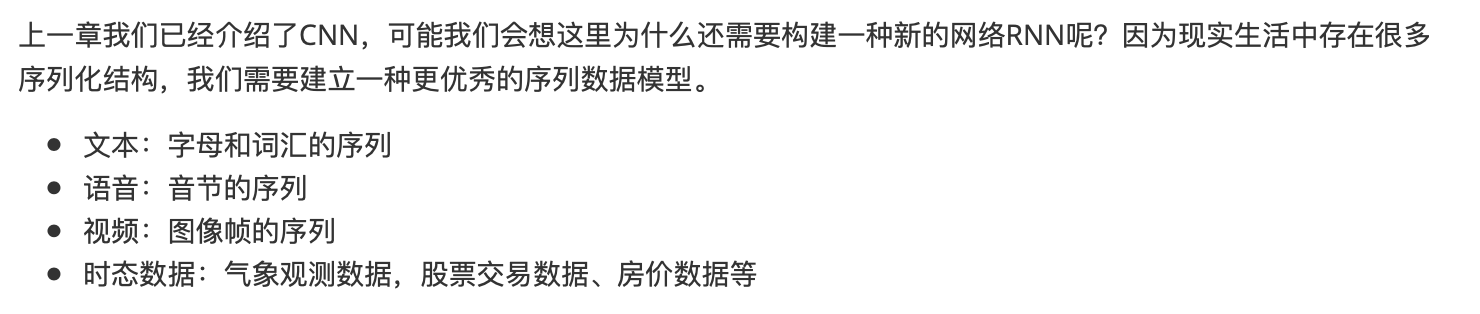 上一章我们已经介绍了CNN，可能我们会想这里为什么还需要构建一种新的网络RNN呢？因为现实生活中存在很多
序列化结构，我们需要建立一种更优秀的序列数据模型。
● 文本：字母和词汇的序列
● 语音：音节的序列
● 视频：图像帧的序列
● 时态数据：气象观测数据，股票交易数据、房价数据等